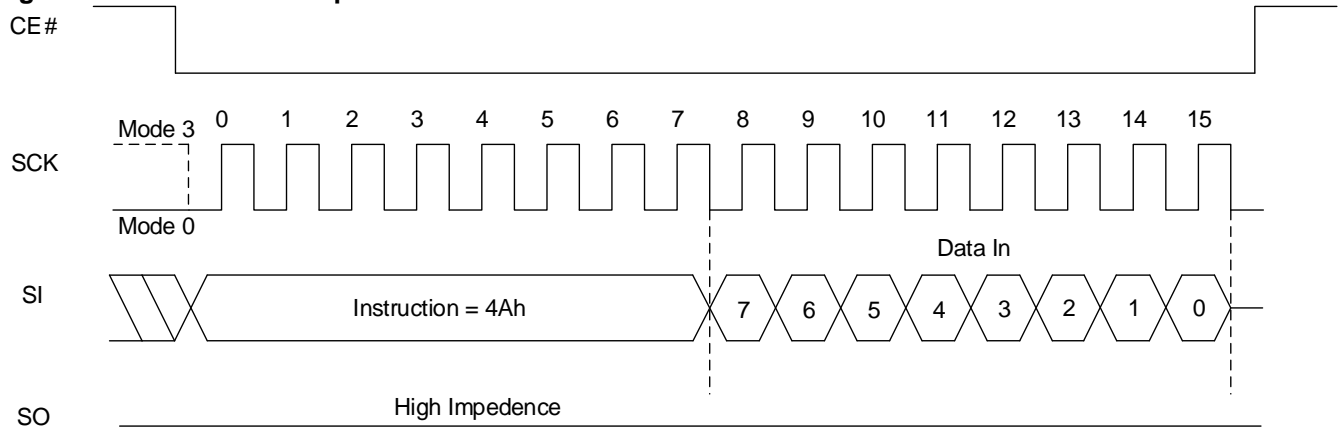 CE#
Mode 3 0 1 2 3 4 5 6 7 8 9 10 11 12 13 14 15
SCK
Mode 0
Data In
SI
Instruction = 4Ah 7 6 5 4 3 2 1 0
High Impedence
SO